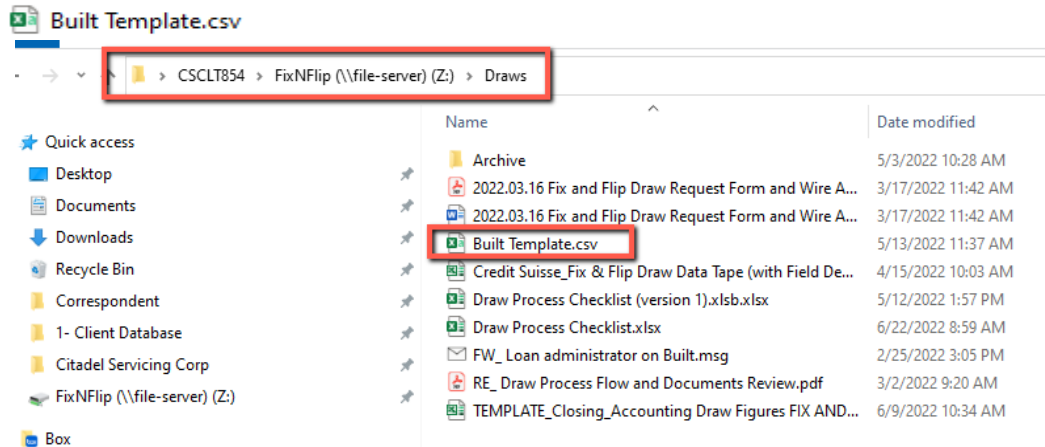 Built Template.csv
CSCLT854 > FixNFlip (\\file-server) (Z:) > Draws
Name Date modified
Quick access
Desktop
Documents
Downloads
Recycle Bin
Correspondent
1- Client Database
Citadel Servicing Corp
FixNFlip (\\file-server) (Z:)
Box
Archive 5/3/2022 10:28 AM
2022.03.16 Fix and Flip Draw Request Form and Wire A... 3/17/2022 11:42 AM
2022.03.16 Fix and Flip Draw Request Form and Wire A... 3/17/2022 11:42 AM
Built Template.csv 5/13/2022 11:37 AM
Credit Suisse_Fix & Flip Draw Data Tape (with Field De... 4/15/2022 10:03 AM
Draw Process Checklist (version 1).xlsb.xlsx 5/12/2022 1:57 PM
Draw Process Checklist.xlsx 6/22/2022 8:59 AM
FW_ Loan administrator on Built.msg 2/25/2022 3:05 PM
RE_ Draw Process Flow and Documents Review.pdf 3/2/2022 9:20 AM
TEMPLATE_Closing_Accounting Draw Figures FIX AND... 6/9/2022 10:34 AM